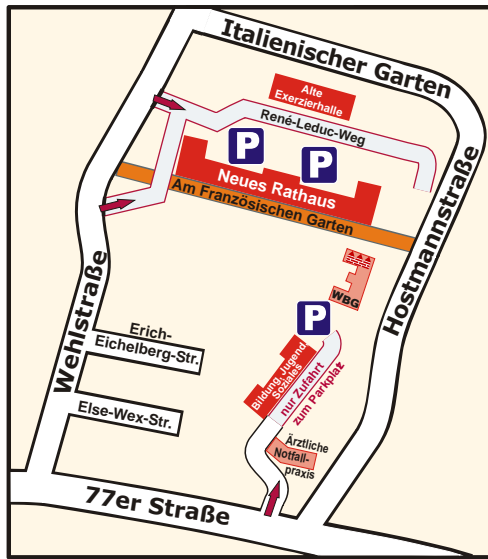 Italienischer Garten
Alte
Exerzierhalle
René-Leduc-Weg
P
P
Neues Rathaus
Am Französischen Garten
Hostmannstraße
Wehlstraße
WBG
P
Erich-
Eichelberg-Str.
Bildung, Jugend
Soziales
nur Zufahrt
zum Parkplatz
Else-Wex-Str.
Ärztliche
Notfall-
praxis
77er Straße